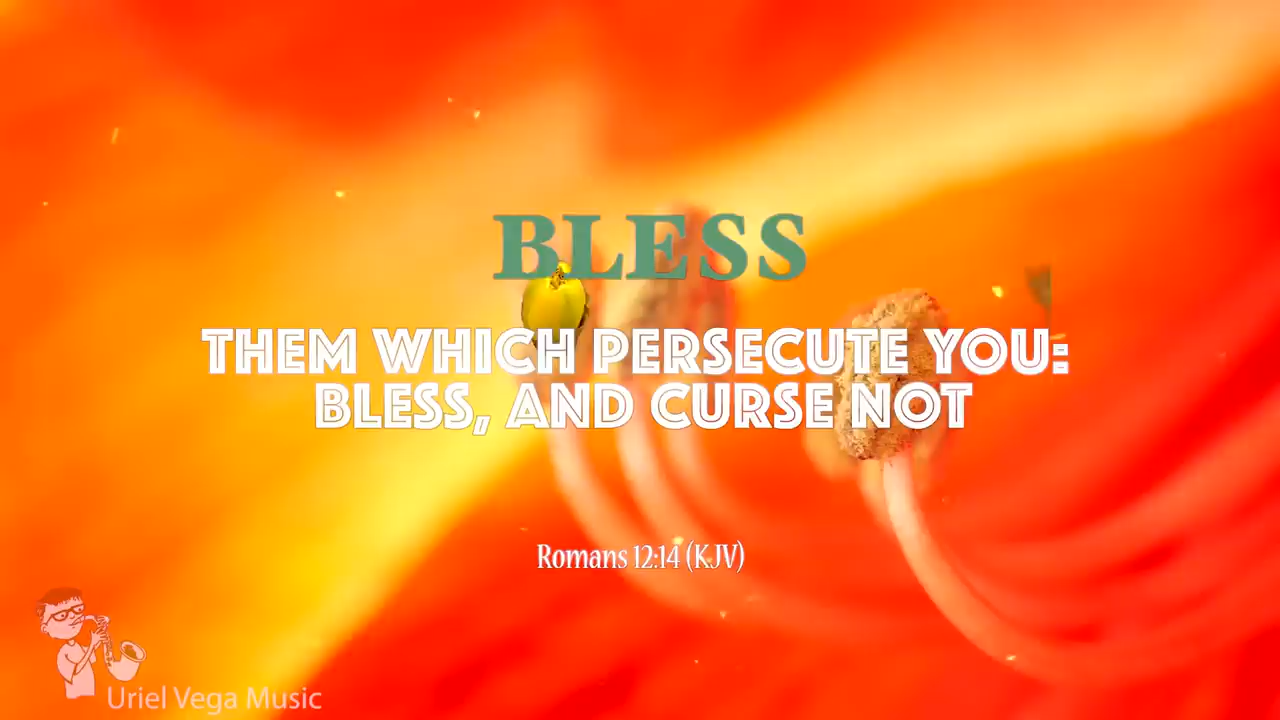 BLESS
THEM WHICH PERSECUTE YOU:
BLESS, AND CURSE NOT
Romans 12:14 (KJV)
Uriel Vega Music